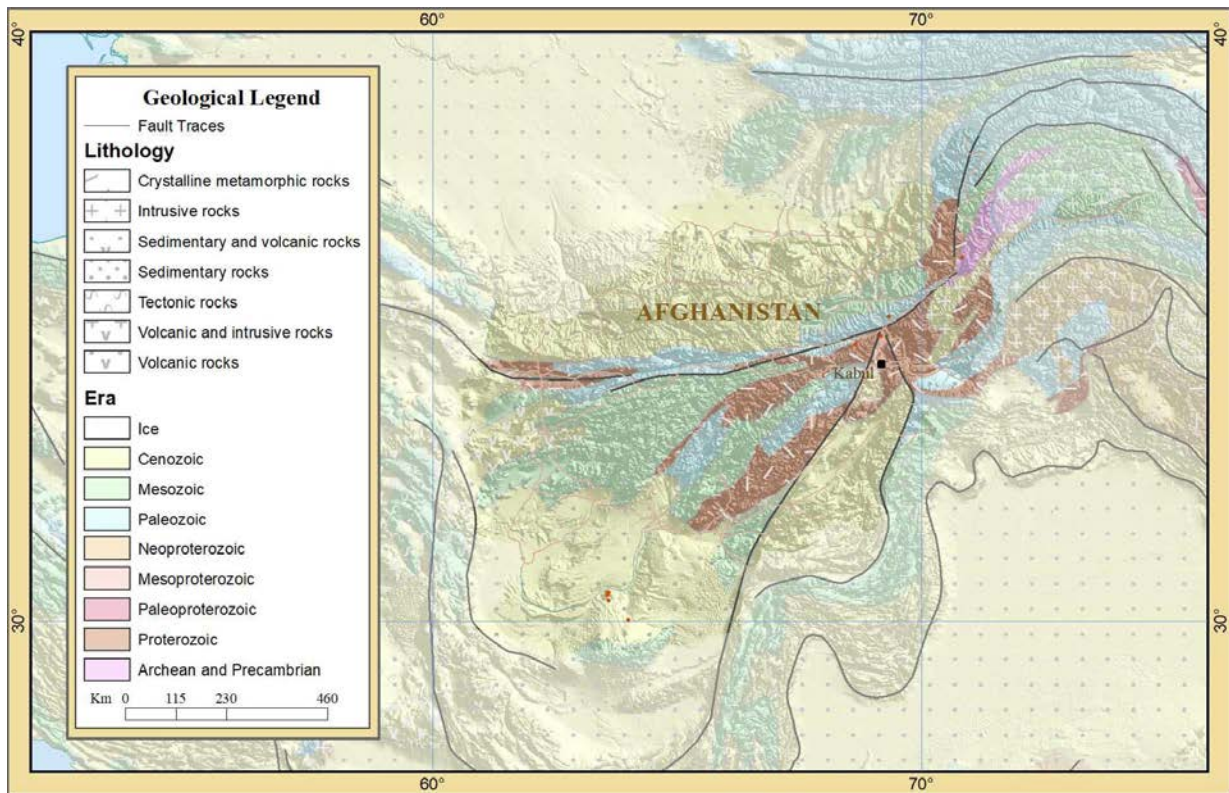 60°
70°
40°
40°
Geological Legend
Fault Traces
Lithology
Crystalline metamorphic rocks
Intrusive rocks
Sedimentary and volcanic rocks
Sedimentary rocks
Tectonic rocks
Volcanic and intrusive rocks
Volcanic rocks
Era
Ice
Cenozoic
Mesozoic
Paleozoic
Neoproterozoic
Mesoproterozoic
Paleoproterozoic
Proterozoic
Archean and Precambrian
Km 0 115 230 460
AFGHANISTAN
Kabul
30°
30°
60°
70°